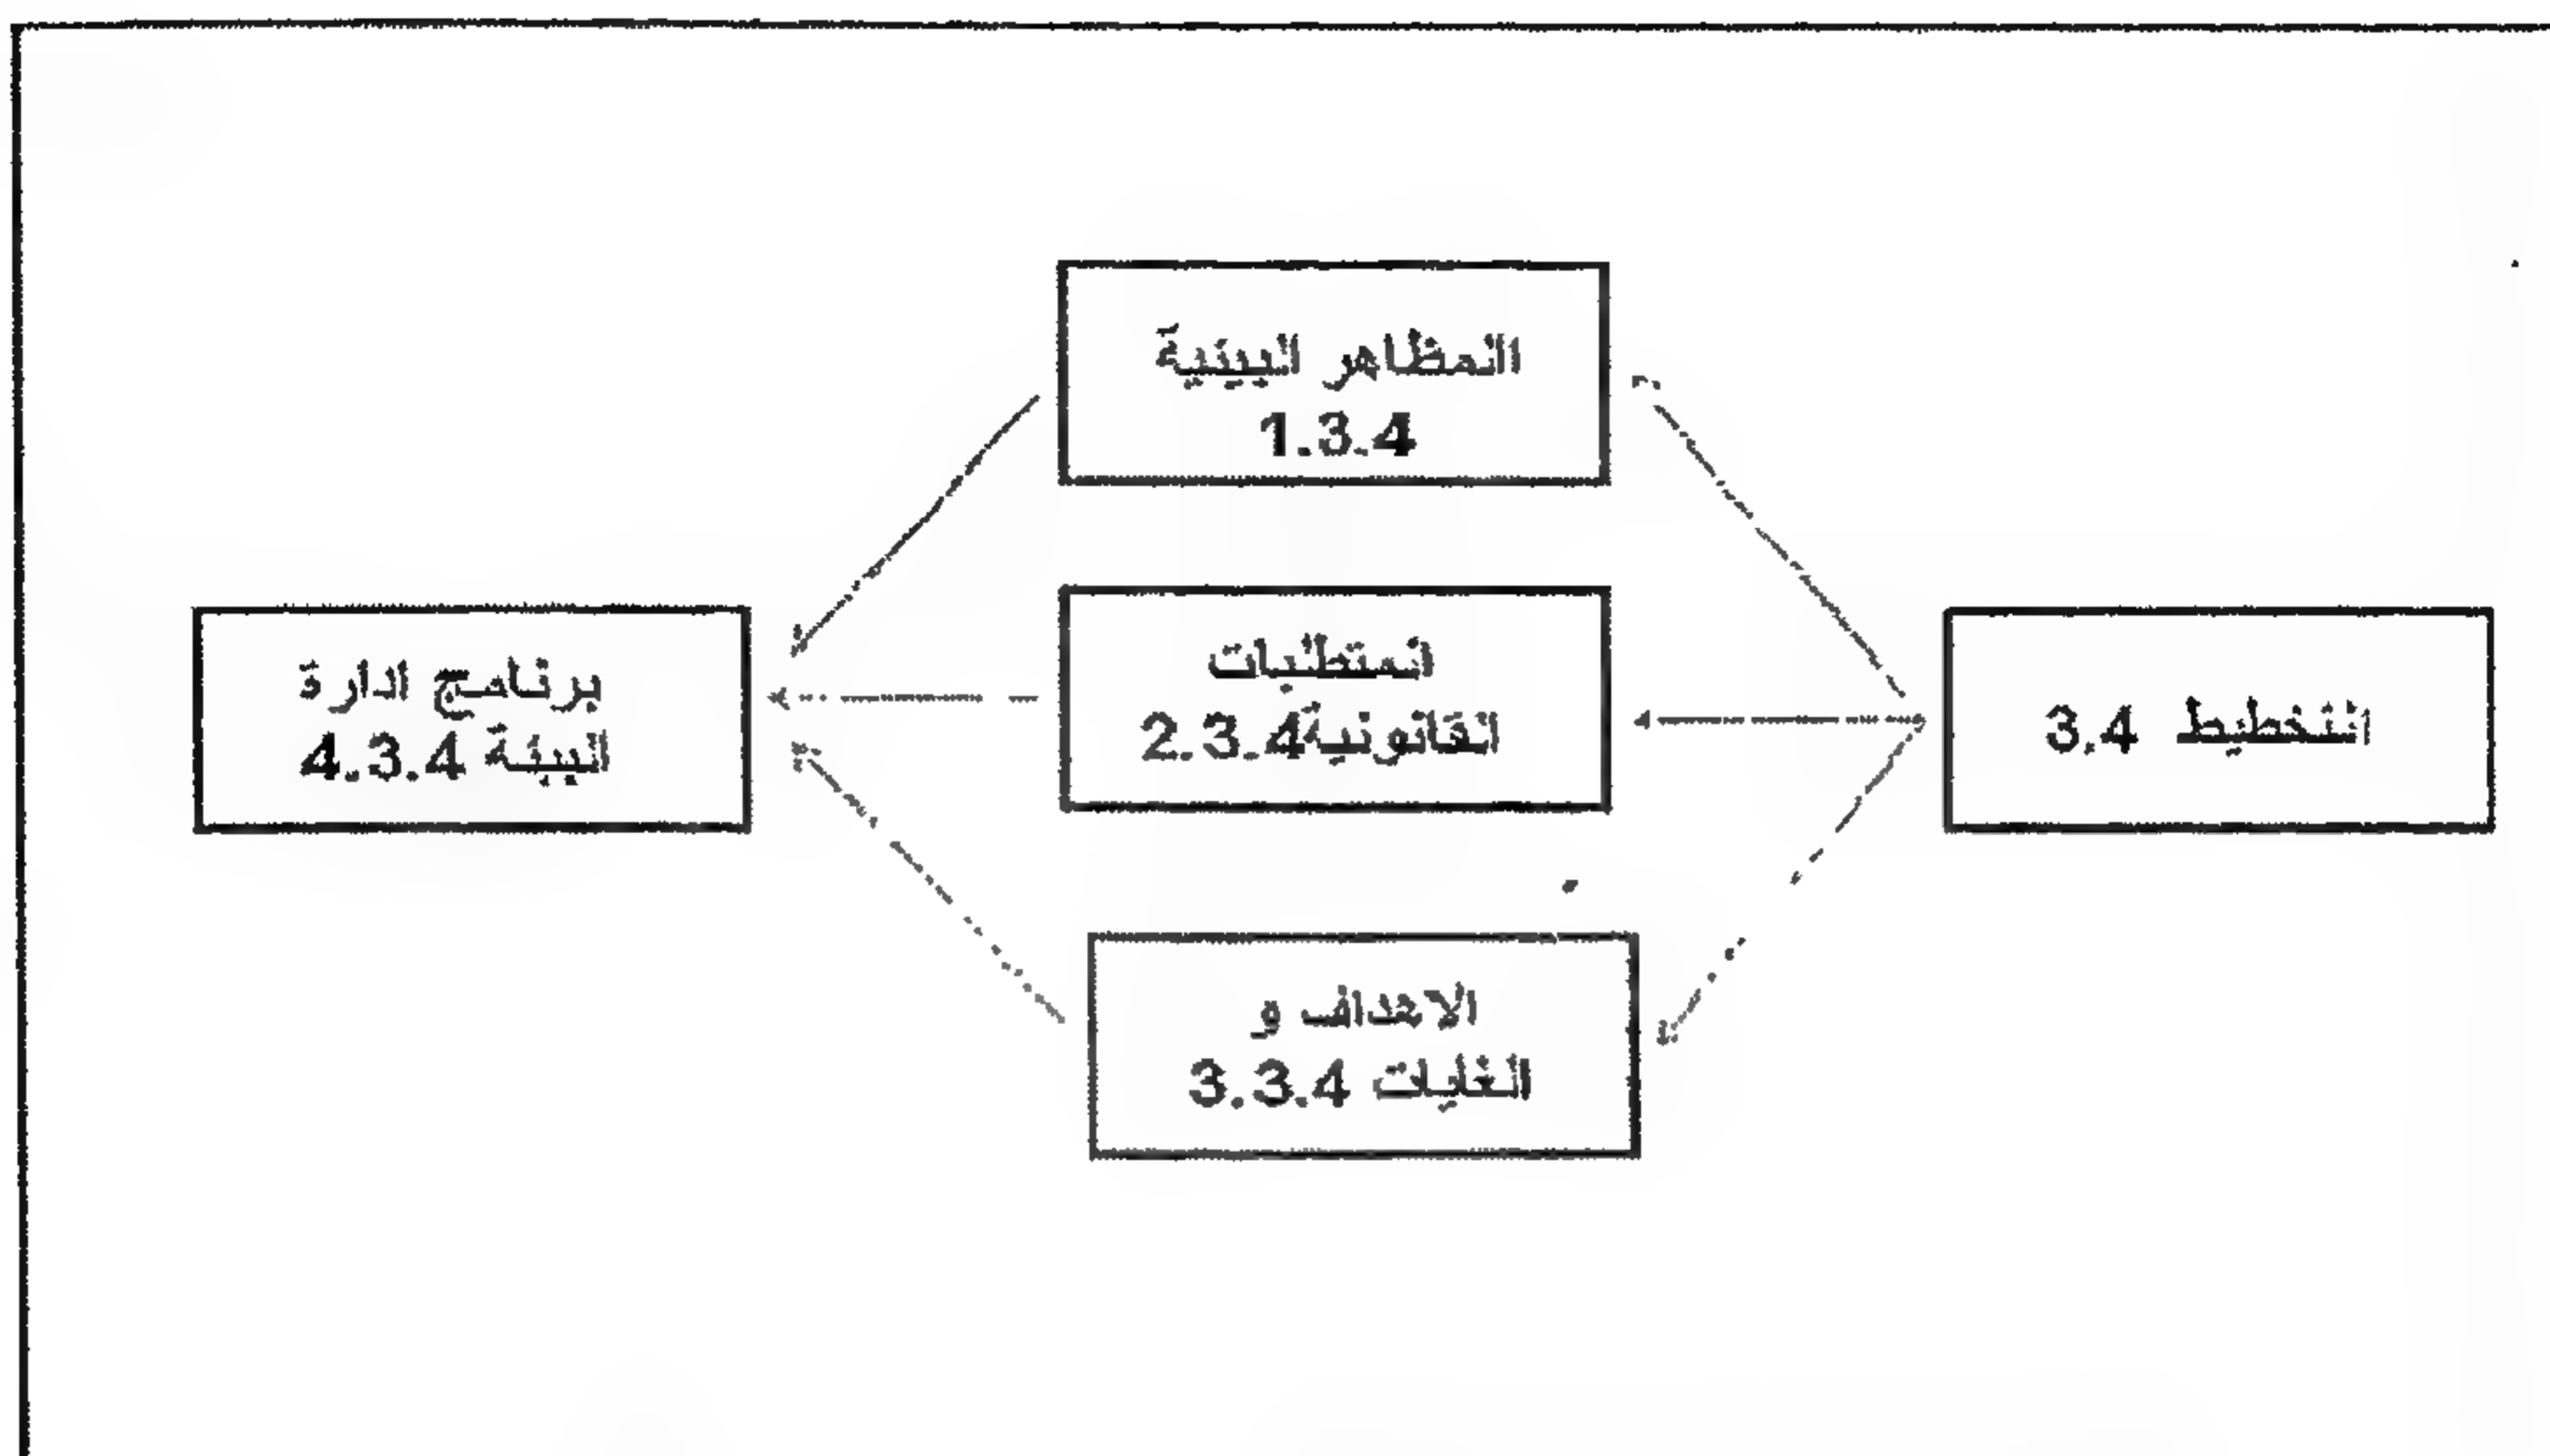 المظاهر البيئية
1.3.4
المتطلبات
القانونية2.3.4
التخطيط 3.4
برنامج ادارة
البيئة 4.3.4
الاهداف و
الغايات 3.3.4